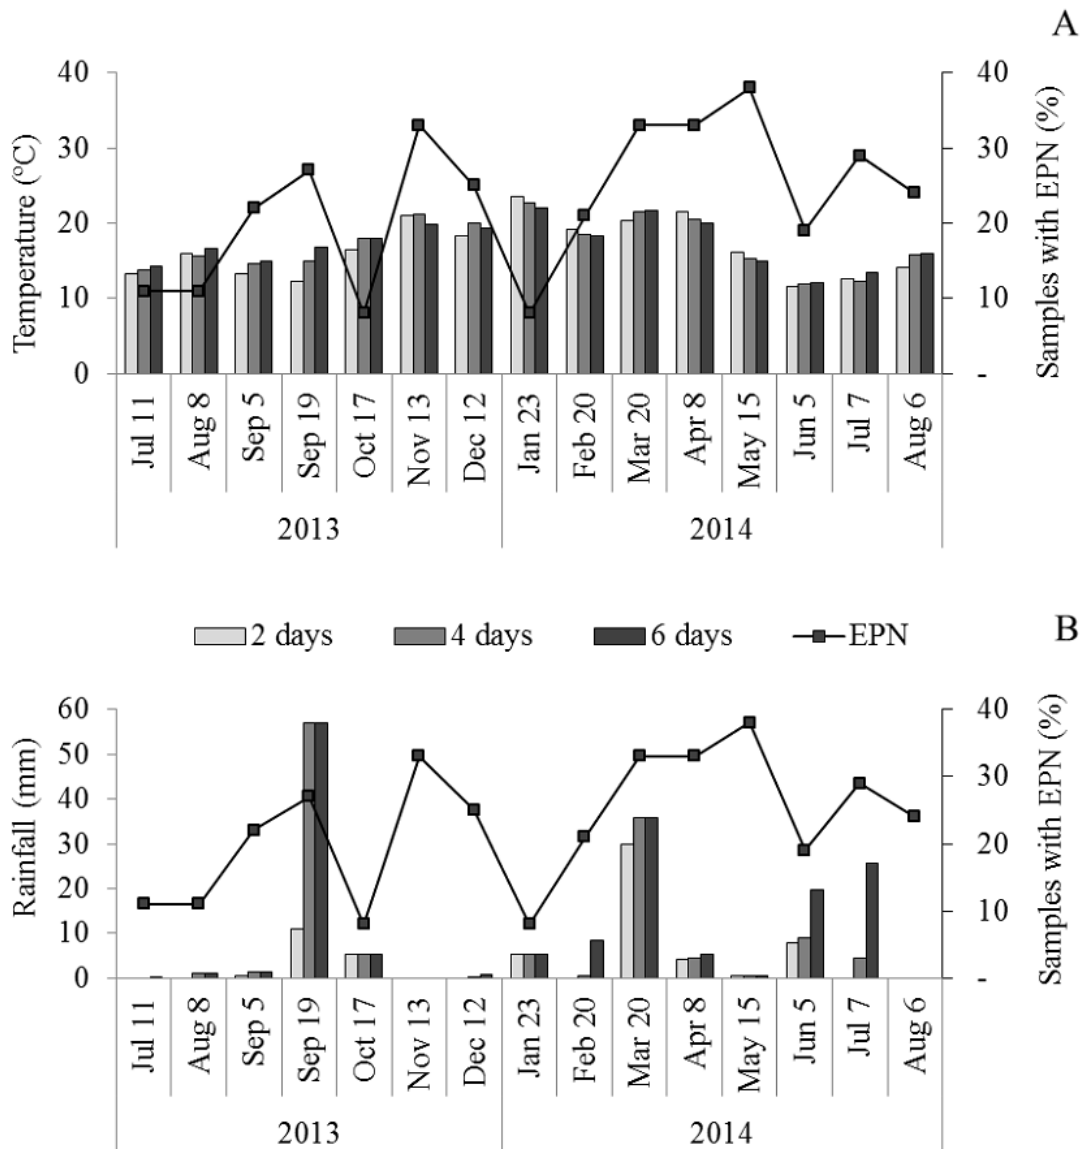 A
Temperature (ºC)
40
30
20
10
0
40
30
20
10
-
Samples with EPN (%)
Jul 11
Aug 8
Sep 5
Sep 19
Oct 17
Nov 13
Dec 12
Jan 23
Feb 20
Mar 20
Apr 8
May 15
Jun 5
Jul 7
Aug 6
2013
2014
2 days
4 days
6 days
EPN
B
Rainfall (mm)
60
50
40
30
20
10
0
40
30
20
10
-
Samples with EPN (%)
Jul 11
Aug 8
Sep 5
Sep 19
Oct 17
Nov 13
Dec 12
Jan 23
Feb 20
Mar 20
Apr 8
May 15
Jun 5
Jul 7
Aug 6
2013
2014